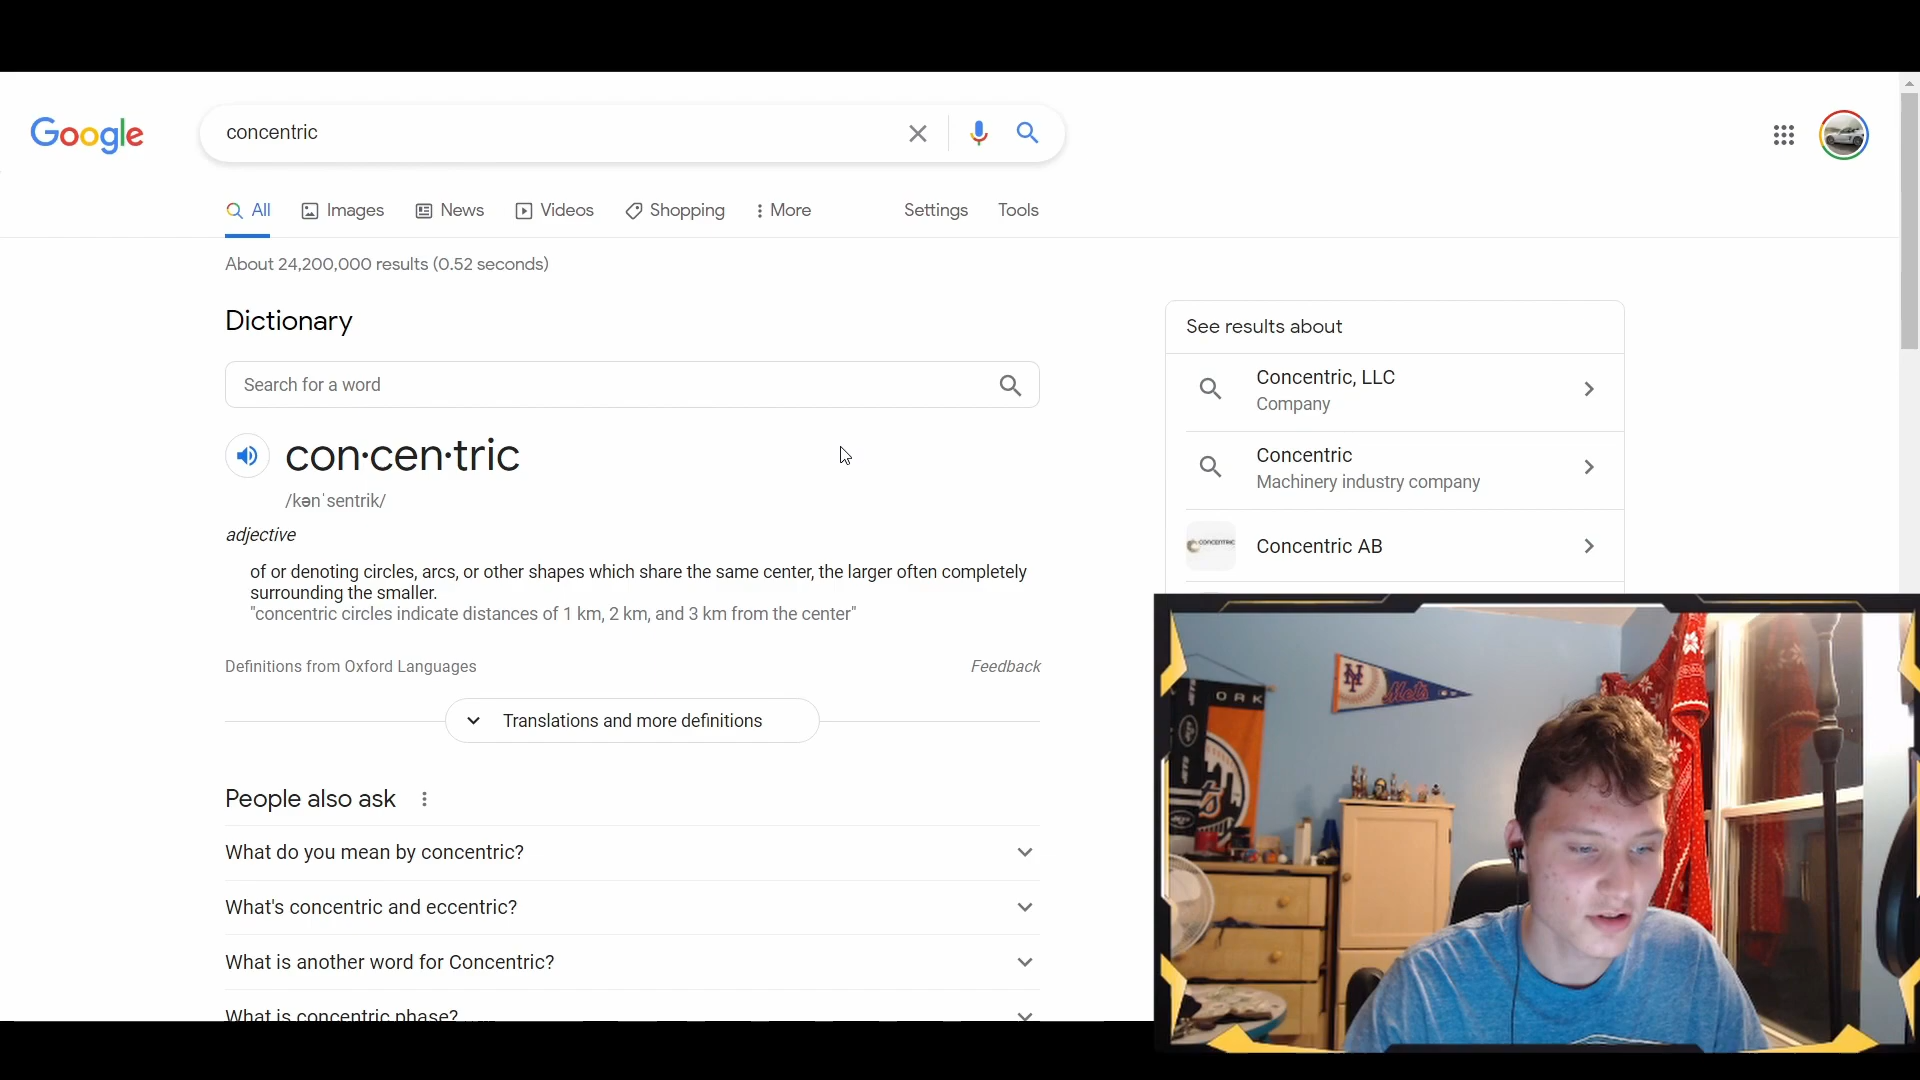 Google
concentric
All
Images
News
Videos
Shopping
More
Settings
Tools
About 24,200,000 results (0.52 seconds)
Dictionary
Search for a word
con·cen·tric
/kənˈsentrik/
adjective
of or denoting circles, arcs, or other shapes which share the same center, the larger often completely
surrounding the smaller.
"concentric circles indicate distances of 1 km, 2 km, and 3 km from the center"
Definitions from Oxford Languages
Feedback
Translations and more definitions
People also ask
What do you mean by concentric?
What's concentric and eccentric?
What is another word for Concentric?
What is concentric phase?
See results about
Concentric, LLC
Company
Concentric
Machinery industry company
CONCENTRIC
Concentric AB
Mets
JETS